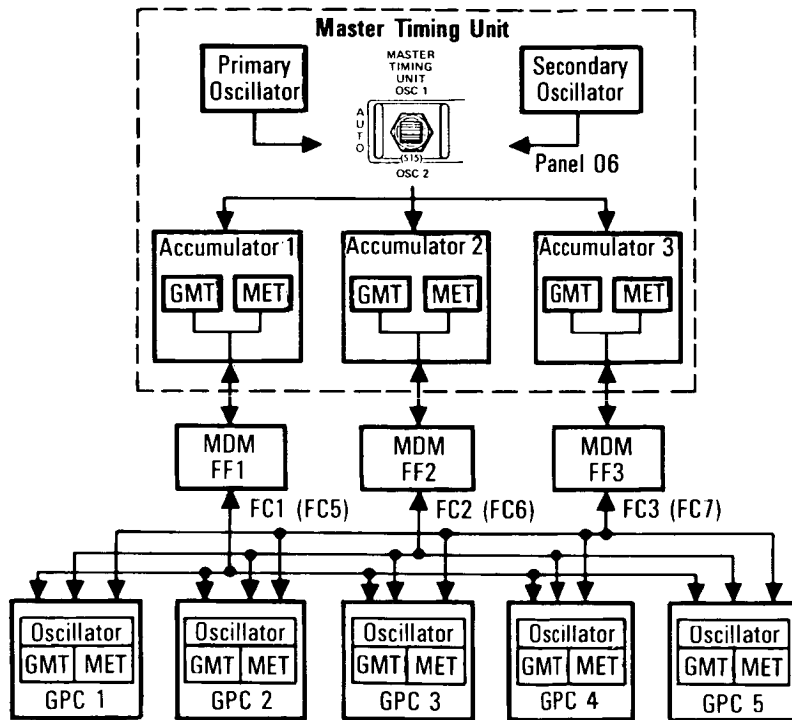 Master Timing Unit
Primary
Oscillator
MASTER
TIMING
UNIT
OSC 1
AUTO
(S15)
OSC 2
Secondary
Oscillator
Panel O6
Accumulator 1
GMT MET
Accumulator 2
GMT MET
Accumulator 3
GMT MET
MDM
FF1
MDM
FF2
MDM
FF3
FC1 (FC5)
FC2 (FC6)
FC3 (FC7)
Oscillator
GMT MET
GPC 1
Oscillator
GMT MET
GPC 2
Oscillator
GMT MET
GPC 3
Oscillator
GMT MET
GPC 4
Oscillator
GMT MET
GPC 5